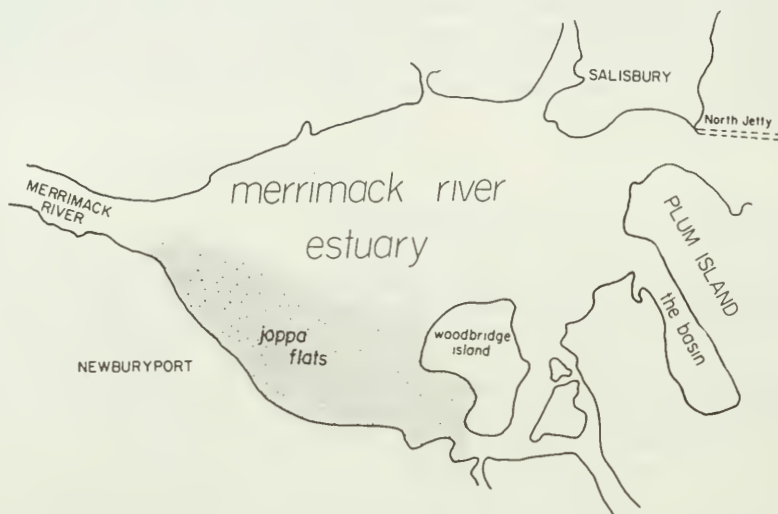 SALISBURY
North Jetty
MERRIMACK
RIVER
merrimack river
estuary
PLUM ISLAND
the basin
joppa
flats
woodbridge
island
NEWBURYPORT